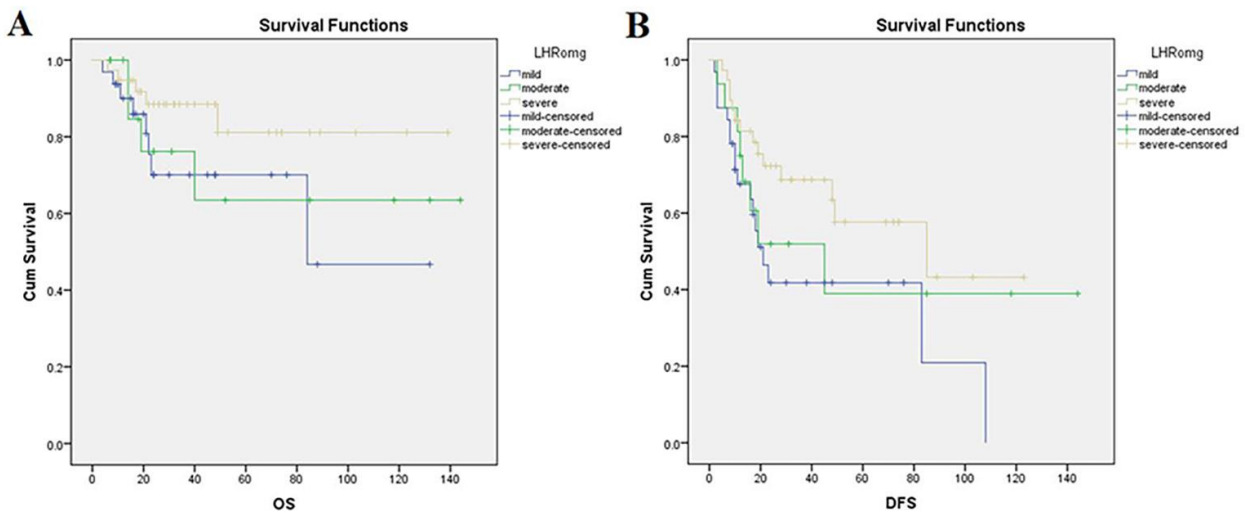 A
Survival Functions
LHRomg
mild
moderate
severe
mild-censored
moderate-censored
severe-censored
Cum Survival
1.0
0.8
0.6
0.4
0.2
0.0
0 20 40 60 80 100 120 140
OS
B
Survival Functions
LHRomg
mild
moderate
severe
mild-censored
moderate-censored
severe-censored
Cum Survival
1.0
0.8
0.6
0.4
0.2
0.0
0 20 40 60 80 100 120 140
DFS